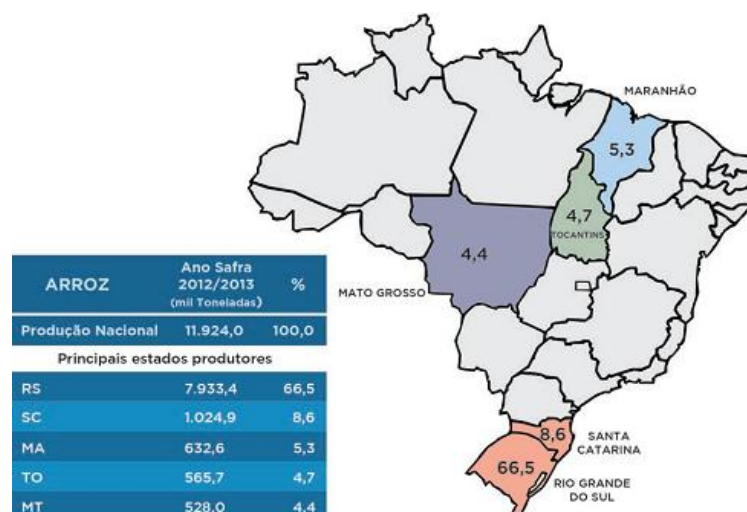 MARANHÃO
5,3
4,7
TOCANTINS
4,4
MATO GROSSO
ARROZ
Ano Safra
2012/2013
(mil Toneladas)
%
Produção Nacional 11.924,0 100,0
Principais estados produtores
RS 7.933,4 66,5
SC 1.024,9 8,6
MA 632,6 5,3
TO 565,7 4,7
MT 528,0 4,4
8,6
SANTA
CATARINA
66,5
RIO GRANDE
DO SUL